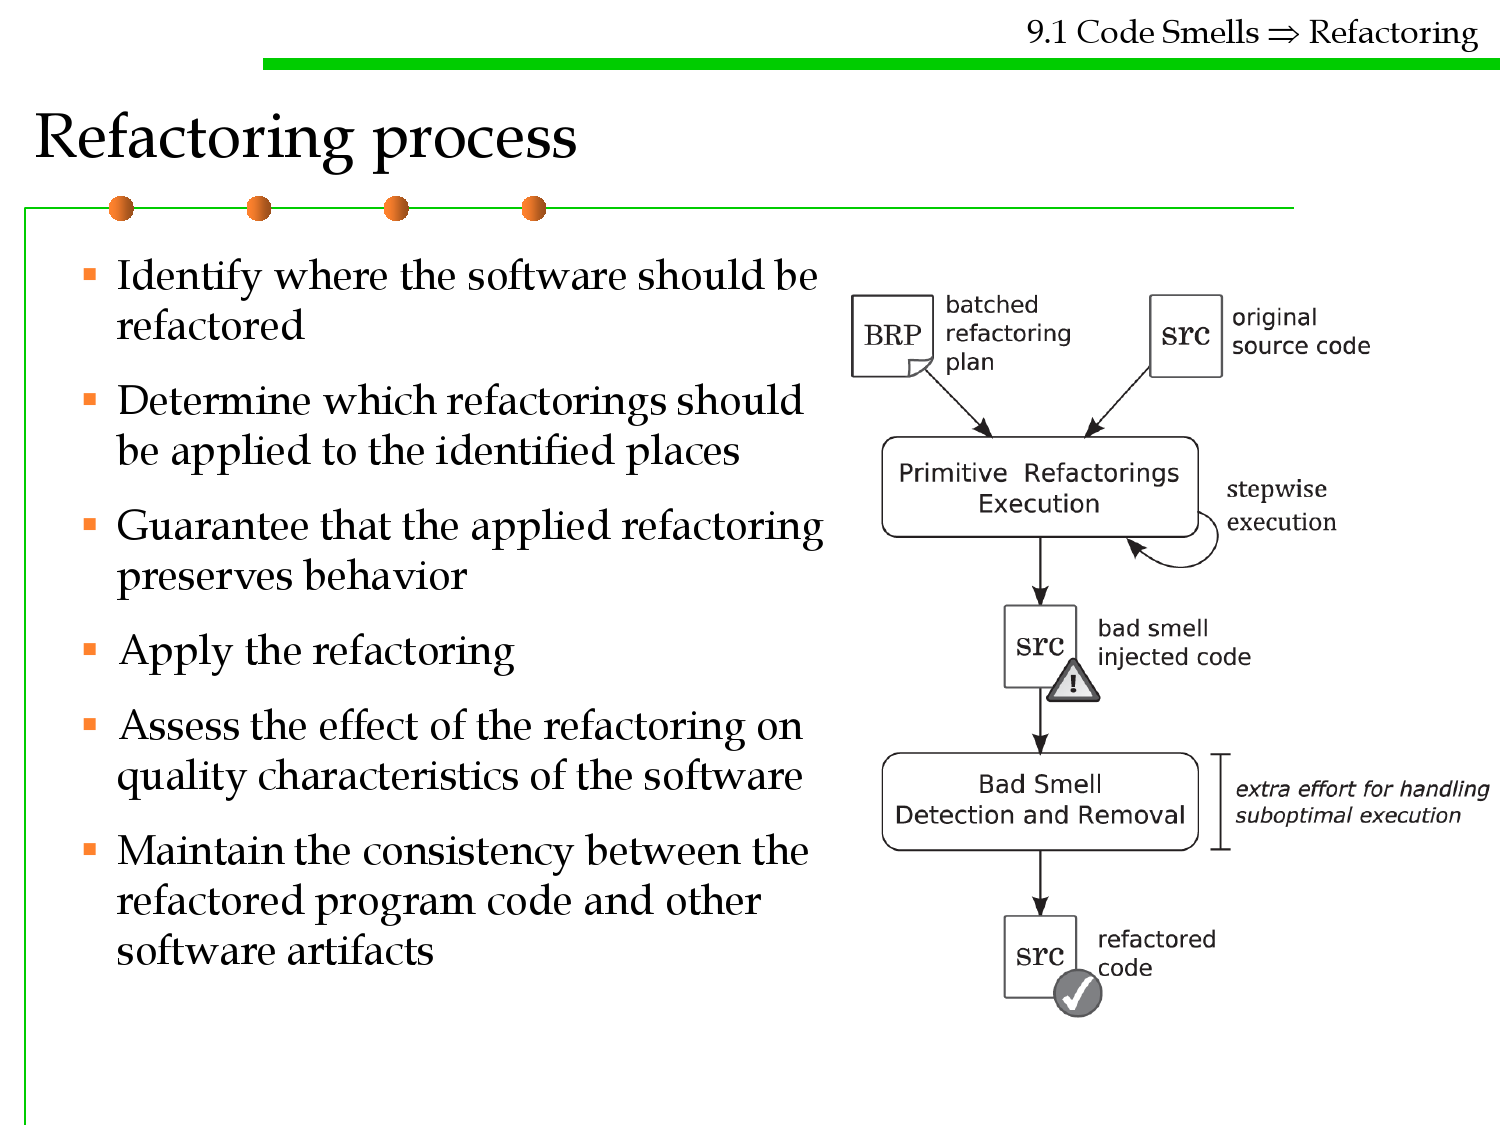 9.1 Code Smells ⇒ Refactoring
Refactoring process
▪ Identify where the software should be
refactored
▪ Determine which refactorings should
be applied to the identified places
▪ Guarantee that the applied refactoring
preserves behavior
▪ Apply the refactoring
▪ Assess the effect of the refactoring on
quality characteristics of the software
▪ Maintain the consistency between the
refactored program code and other
software artifacts
BRP
batched
refactoring
plan
src
original
source code
Primitive Refactorings
Execution
stepwise
execution
src
!
bad smell
injected code
Bad Smell
Detection and Removal
extra effort for handling
suboptimal execution
src
refactored
code